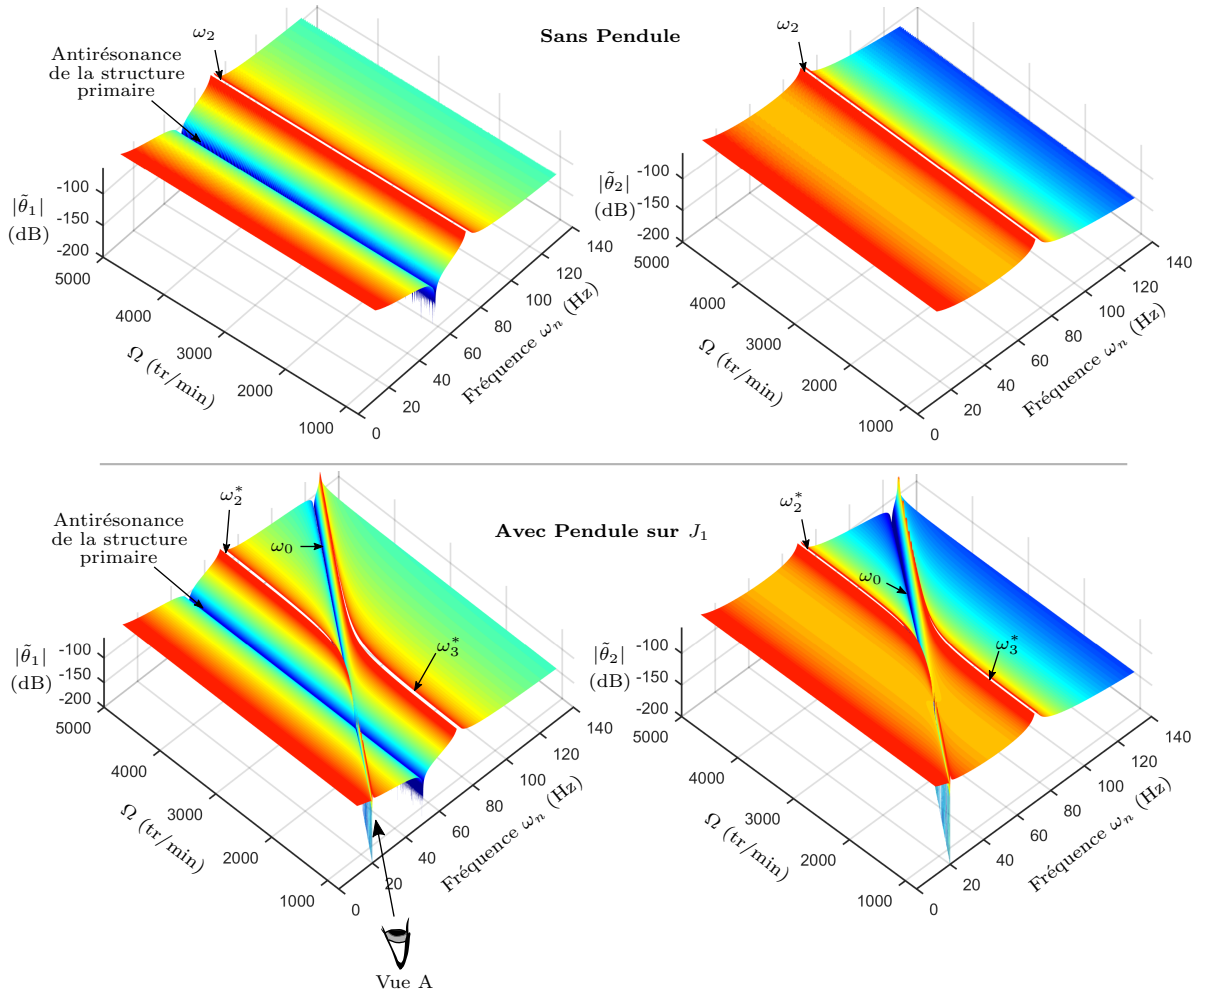 Sans Pendule
ω₂
Antirésonance
de la structure
primaire
|θ̃₁|
(dB)
-100
-150
-200
5000
4000
3000
2000
1000
Ω (tr/min)
0
20
40
60
80
100
120
140
Fréquence ωₙ (Hz)
ω₂
|θ̃₂|
(dB)
-100
-150
-200
5000
4000
3000
2000
1000
Ω (tr/min)
0
20
40
60
80
100
120
140
Fréquence ωₙ (Hz)
Avec Pendule sur J₁
ω₂*
Antirésonance
de la structure
primaire
ω₀
ω₃*
|θ̃₁|
(dB)
-100
-150
-200
5000
4000
3000
2000
1000
Ω (tr/min)
0
20
40
60
80
100
120
140
Fréquence ωₙ (Hz)
Vue A
ω₂*
ω₀
ω₃*
|θ̃₂|
(dB)
-100
-150
-200
5000
4000
3000
2000
1000
Ω (tr/min)
0
20
40
60
80
100
120
140
Fréquence ωₙ (Hz)